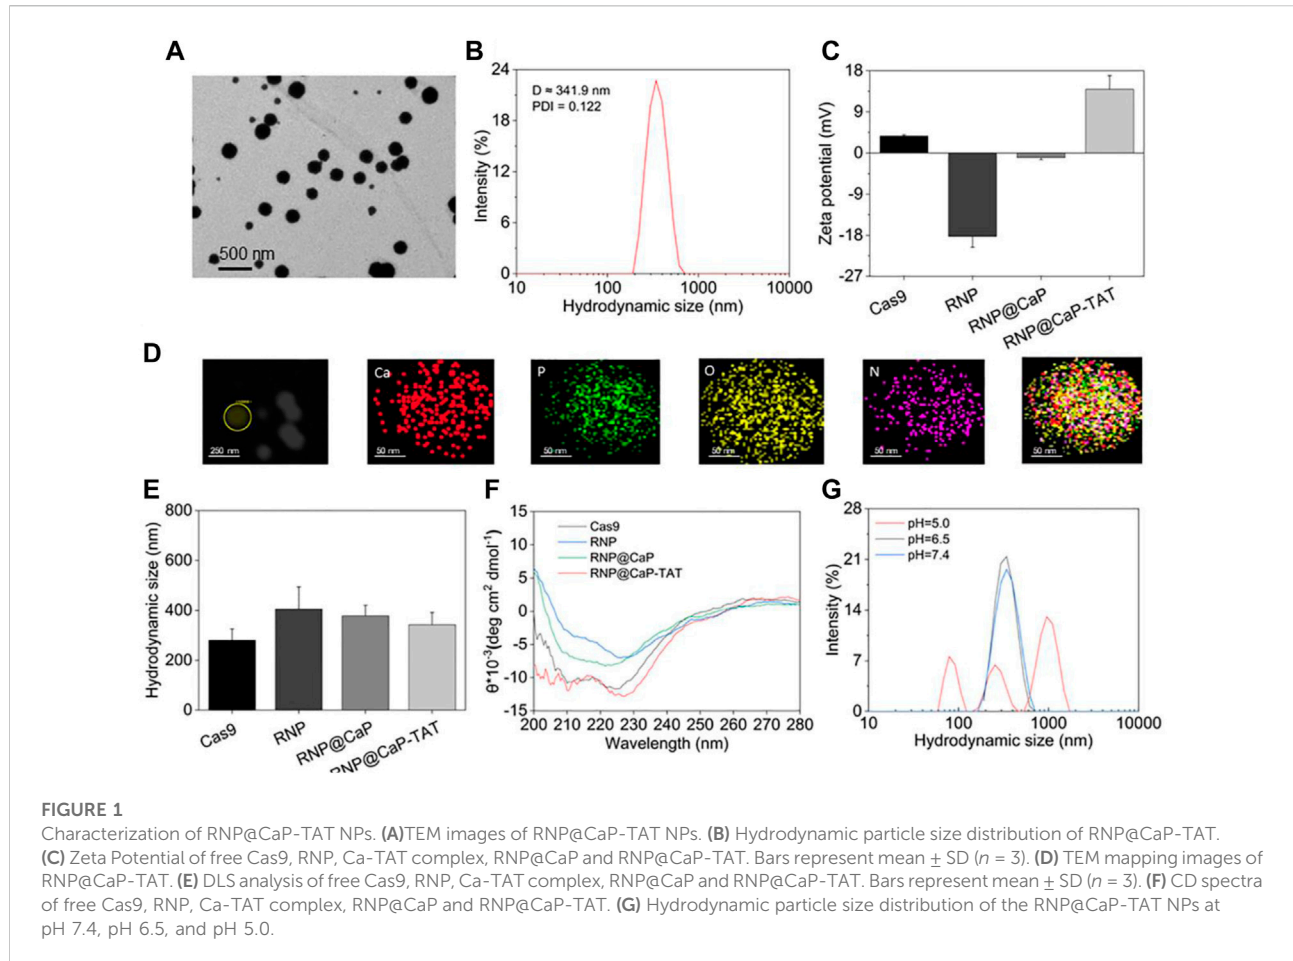 A
500 nm
B
24
18
12
6
0
Intensity (%)
D ≈ 341.9 nm
PDI = 0.122
10 100 1000 10000
Hydrodynamic size (nm)
C
18
9
0
-9
-18
-27
Zeta potential (mV)
Cas9
RNP
RNP@CaP
RNP@CaP-TAT
D
250 nm
Ca
50 nm
P
50 nm
O
50 nm
N
50 nm
50 nm
E
800
600
400
200
0
Hydrodynamic size (nm)
Cas9
RNP
RNP@CaP
RNP@CaP-TAT
F
15
10
5
0
-5
-10
-15
θ*10⁻³(deg cm² dmol⁻¹)
Cas9
RNP
RNP@CaP
RNP@CaP-TAT
200 210 220 230 240 250 260 270 280
Wavelength (nm)
G
28
21
14
7
0
Intensity (%)
pH=5.0
pH=6.5
pH=7.4
10 100 1000 10000
Hydrodynamic size (nm)
FIGURE 1
Characterization of RNP@CaP-TAT NPs. (A)TEM images of RNP@CaP-TAT NPs. (B) Hydrodynamic particle size distribution of RNP@CaP-TAT.
(C) Zeta Potential of free Cas9, RNP, Ca-TAT complex, RNP@CaP and RNP@CaP-TAT. Bars represent mean ± SD (n = 3). (D) TEM mapping images of
RNP@CaP-TAT. (E) DLS analysis of free Cas9, RNP, Ca-TAT complex, RNP@CaP and RNP@CaP-TAT. Bars represent mean ± SD (n = 3). (F) CD spectra
of free Cas9, RNP, Ca-TAT complex, RNP@CaP and RNP@CaP-TAT. (G) Hydrodynamic particle size distribution of the RNP@CaP-TAT NPs at
pH 7.4, pH 6.5, and pH 5.0.